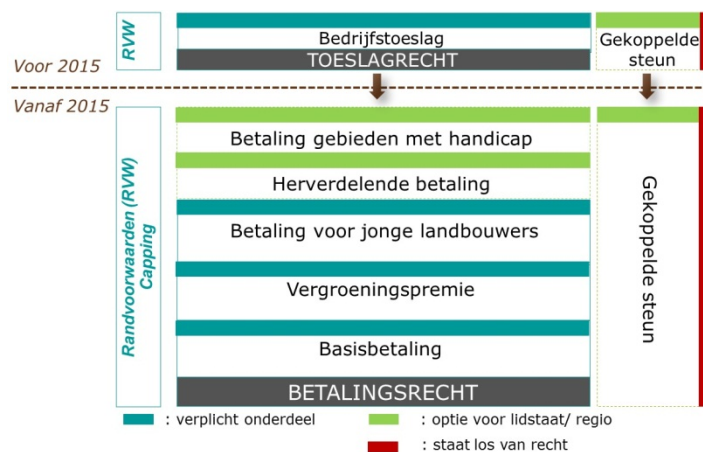 RVW
Bedrijfstoeslag
TOESLAGRECHT
Gekoppelde
steun
Voor 2015
Vanaf 2015
Randvoorwaarden (RVW)
Capping
Betaling gebieden met handicap
Herverdelende betaling
Betaling voor jonge landbouwers
Vergroeningspremie
Basisbetaling
BETALINGSRECHT
Gekoppelde steun
: verplicht onderdeel
: optie voor lidstaat/ regio
: staat los van recht